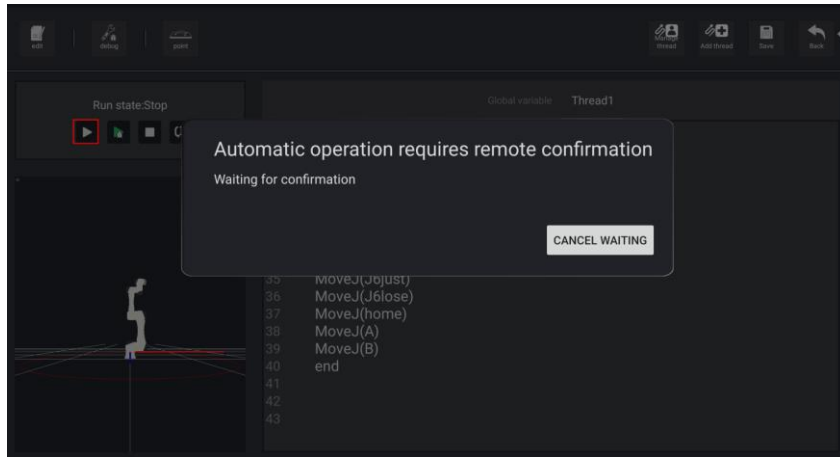 edit
debug
point
Manage thread
Add thread
Save
Back
Run state:Stop
Global variable Thread1
Automatic operation requires remote confirmation
Waiting for confirmation
CANCEL WAITING
35 MoveJ(J6just)
36 MoveJ(J6lose)
37 MoveJ(home)
38 MoveJ(A)
39 MoveJ(B)
40 end
41
42
43